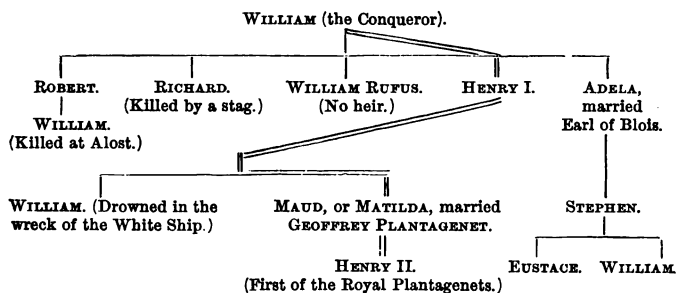 WILLIAM (the Conqueror).
ROBERT.
WILLIAM.
(Killed at Alost.)
RICHARD.
(Killed by a stag.)
WILLIAM RUFUS.
(No heir.)
HENRY I.
ADELA,
married
Earl of Blois.
WILLIAM. (Drowned in the
wreck of the White Ship.)
MAUD, or MATILDA, married
GEOFFREY PLANTAGENET.
HENRY II.
(First of the Royal Plantagenets.)
STEPHEN.
EUSTACE. WILLIAM.